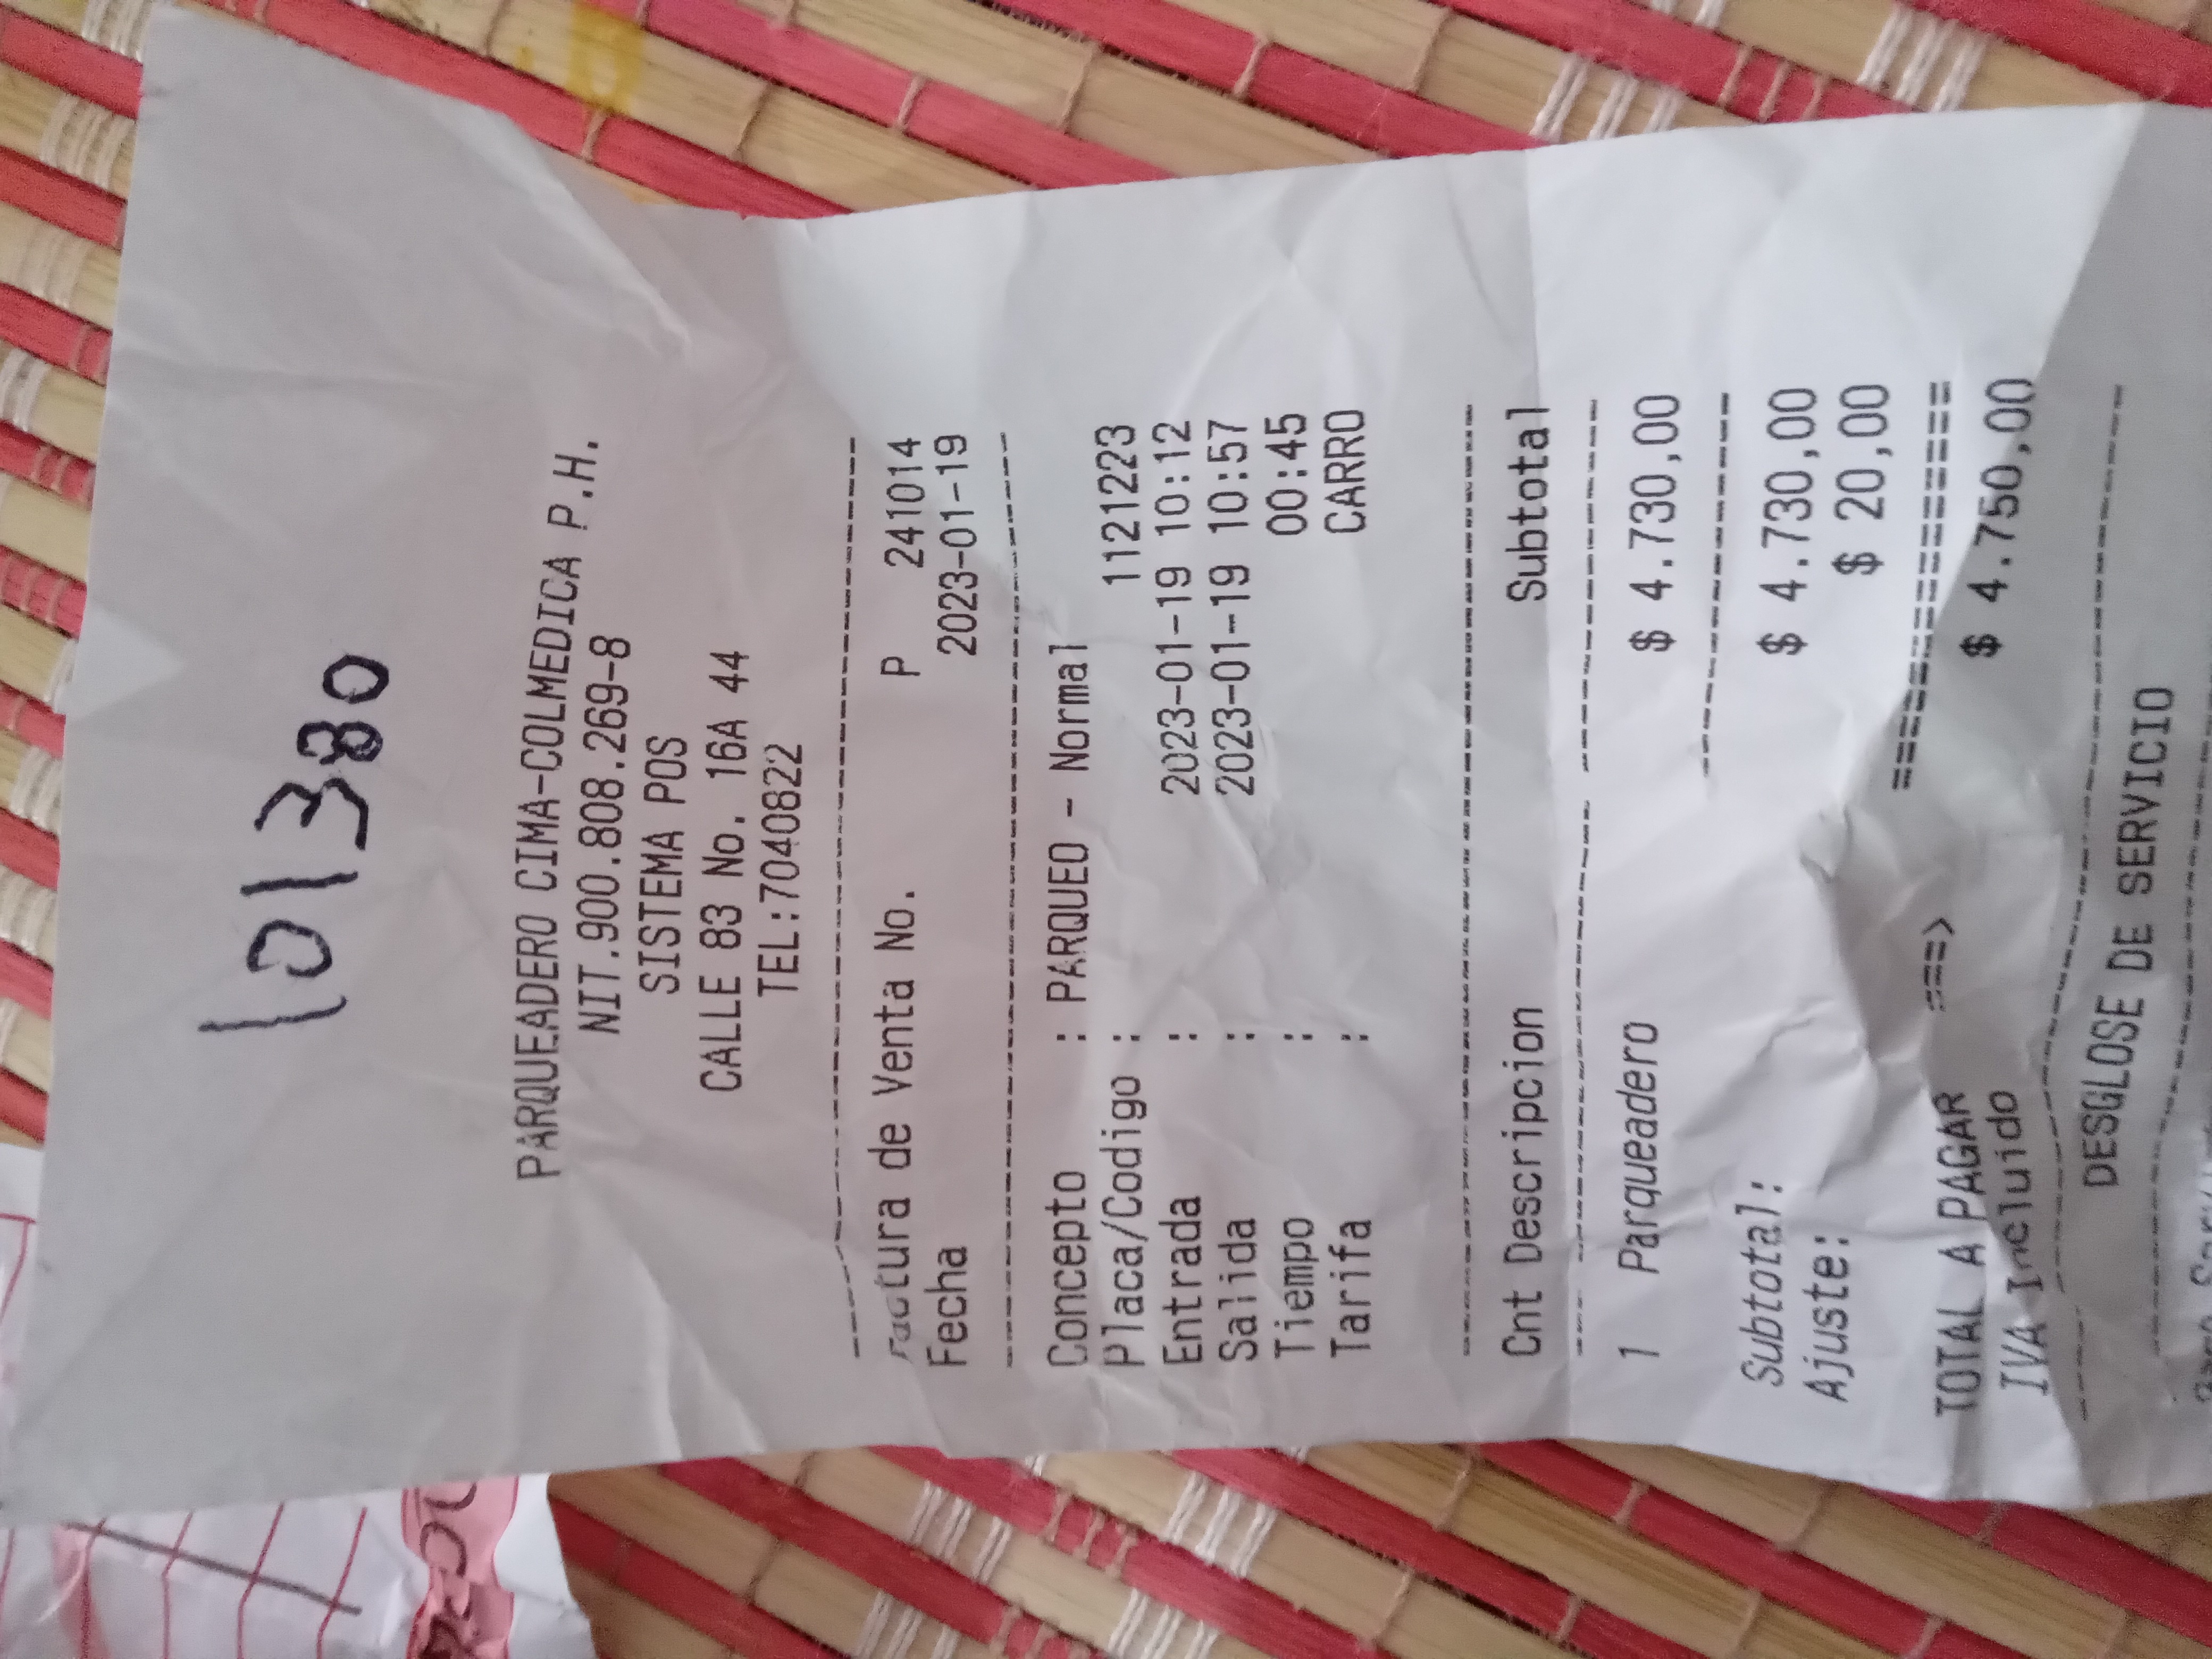 101380
PARQUEADERO CIMA-COLMEDICA P.H.
NIT.900.808.269-8
SISTEMA POS
CALLE 83 No. 16A 44
TEL:7040822
Factura de Venta No. P 241014
Fecha 2023-01-19
Concepto : PARQUEO - Normal
Placa/Codigo : 1121223
Entrada : 2023-01-19 10:12
Salida : 2023-01-19 10:57
Tiempo : 00:45
Tarifa : CARRO
Cnt Descripcion Subtotal
1 Parqueadero $ 4.730,00
Subtotal: $ 4.730,00
Ajuste: $ 20,00
TOTAL A PAGAR ===> $ 4.750,00
IVA Incluido
DESGLOSE DE SERVICIO